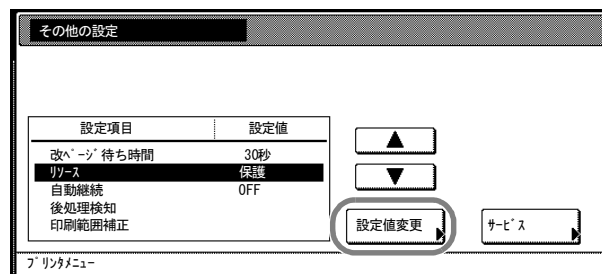 その他の設定
設定項目 設定値
改ﾍﾟｰｼﾞ待ち時間 30秒
ﾘｿｰｽ 保護
自動継続 OFF
後処理検知
印刷範囲補正
設定値変更 ｻｰﾋﾞｽ
ﾌﾟﾘﾝﾀﾒﾆｭｰ